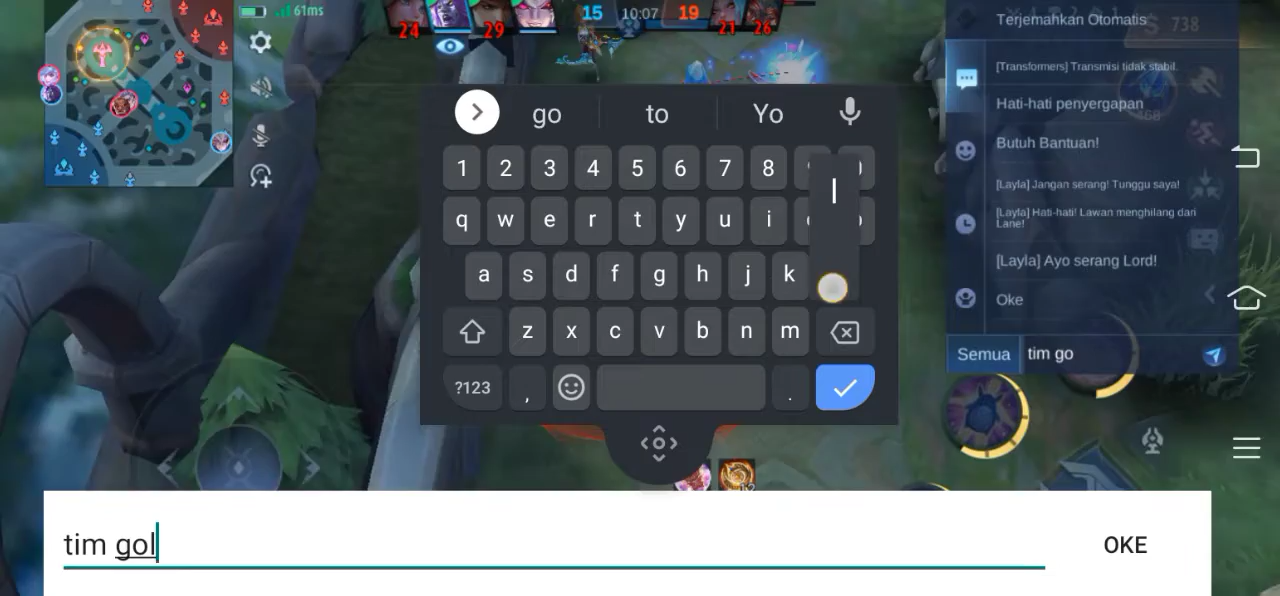 61ms
24
29
15
10:07
19
21
26
Terjemahkan Otomatis
738
[Transformers] Transmisi tidak stabil.
Hati-hati penyergapan
Butuh Bantuan!
[Layla] Jangan serang! Tunggu saya!
[Layla] Hati-hati! Lawan menghilang dari
Lane!
[Layla] Ayo serang Lord!
Oke
Semua
tim go
go to Yo
1 2 3 4 5 6 7 8
q w e r t y u i
l
a s d f g h j k
z x c v b n m
?123 , .
tim gol
OKE